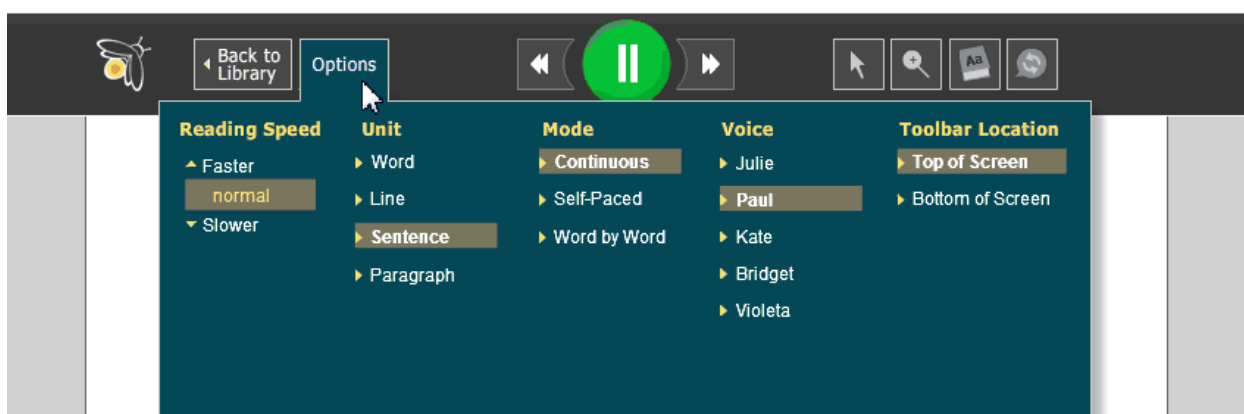 Back to
Library
Options
Aa
Reading Speed
Faster
normal
Slower
Unit
Word
Line
Sentence
Paragraph
Mode
Continuous
Self-Paced
Word by Word
Voice
Julie
Paul
Kate
Bridget
Violeta
Toolbar Location
Top of Screen
Bottom of Screen